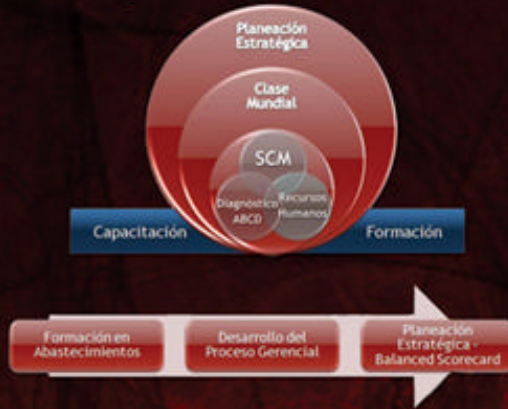 Planeación
Estratégica
Clase
Mundial
SCM
Diagnóstico
ABCD
Recursos
Humanos
Capacitación
Formación
Formación en
Abastecimientos
Desarrollo del
Proceso Gerencial
Planeación
Estratégica -
Balanced Scorecard